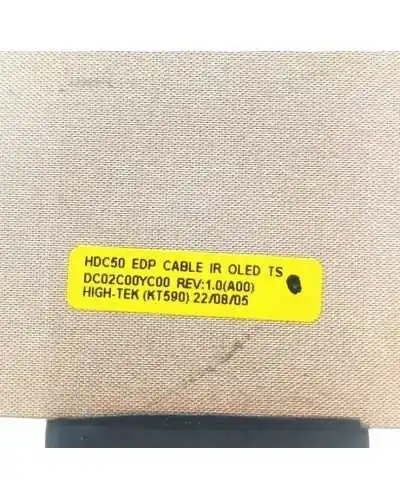 HDC50 EDP CABLE IR OLED TS
DC02C00YC00 REV:1.0(A00)
HIGH-TEK (KT590) 22/08/05